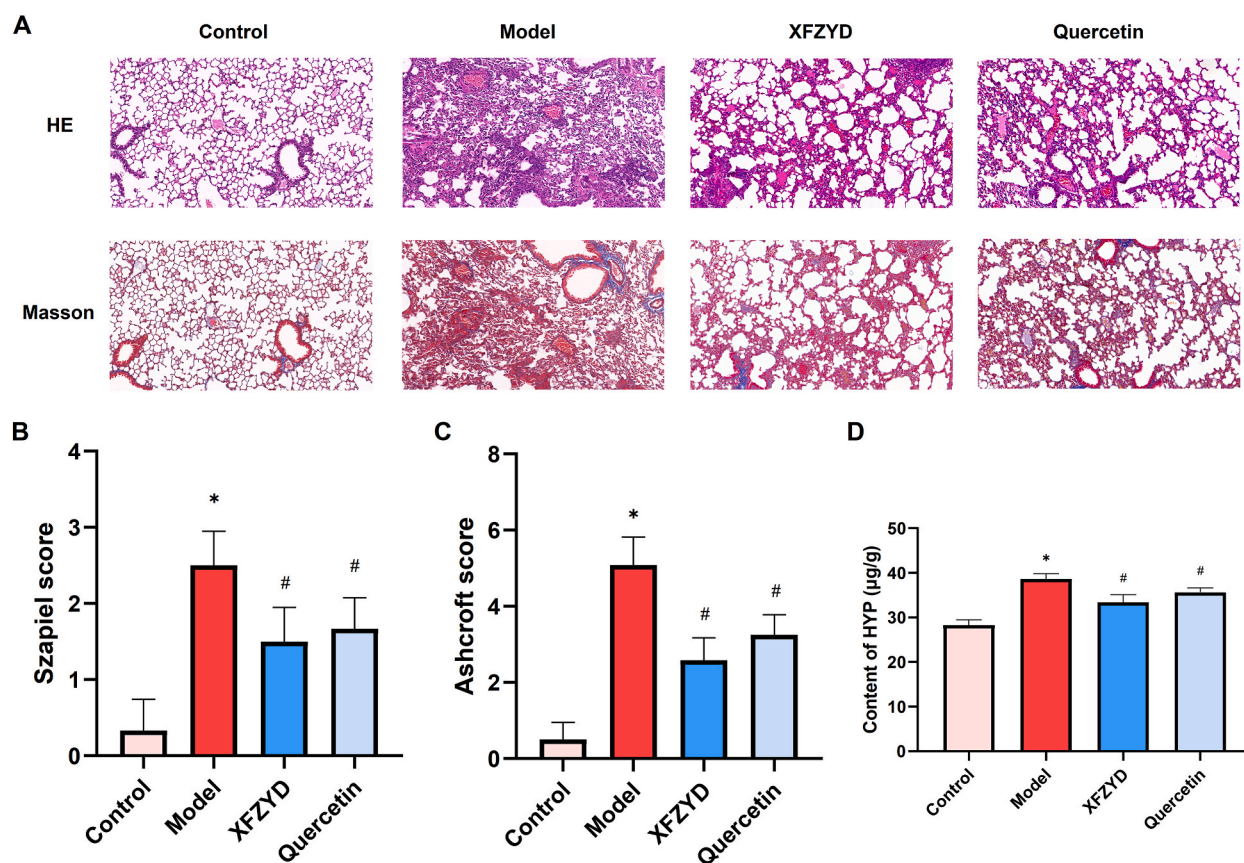 A
Control
Model
XFZYD
Quercetin
HE
Masson
B
Szapiel score
4
3
2
1
0
*
#
#
Control
Model
XFZYD
Quercetin
C
Ashcroft score
8
6
4
2
0
*
#
#
Control
Model
XFZYD
Quercetin
D
Content of HYP (μg/g)
50
40
30
20
10
0
*
#
#
Control
Model
XFZYD
Quercetin